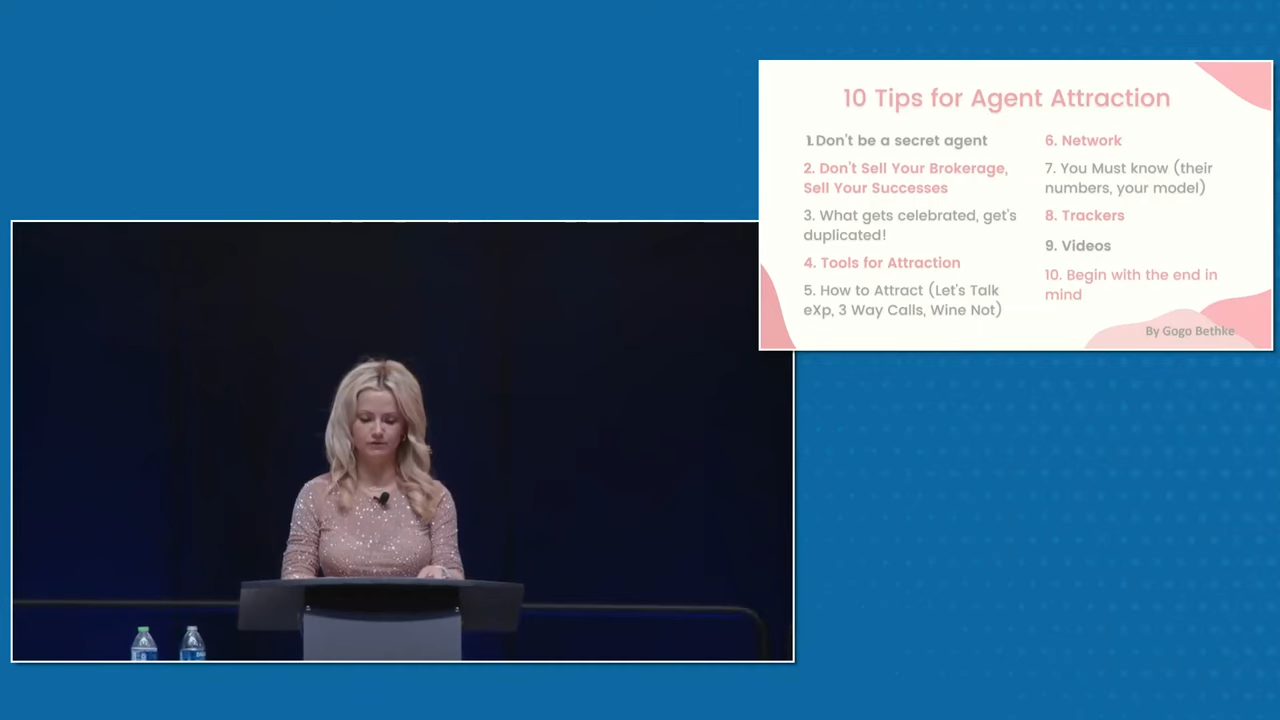 10 Tips for Agent Attraction
1. Don't be a secret agent
2. Don't Sell Your Brokerage,
Sell Your Successes
3. What gets celebrated, get's
duplicated!
4. Tools for Attraction
5. How to Attract (Let's Talk
eXp, 3 Way Calls, Wine Not)
6. Network
7. You Must know (their
numbers, your model)
8. Trackers
9. Videos
10. Begin with the end in
mind
By Gogo Bethke